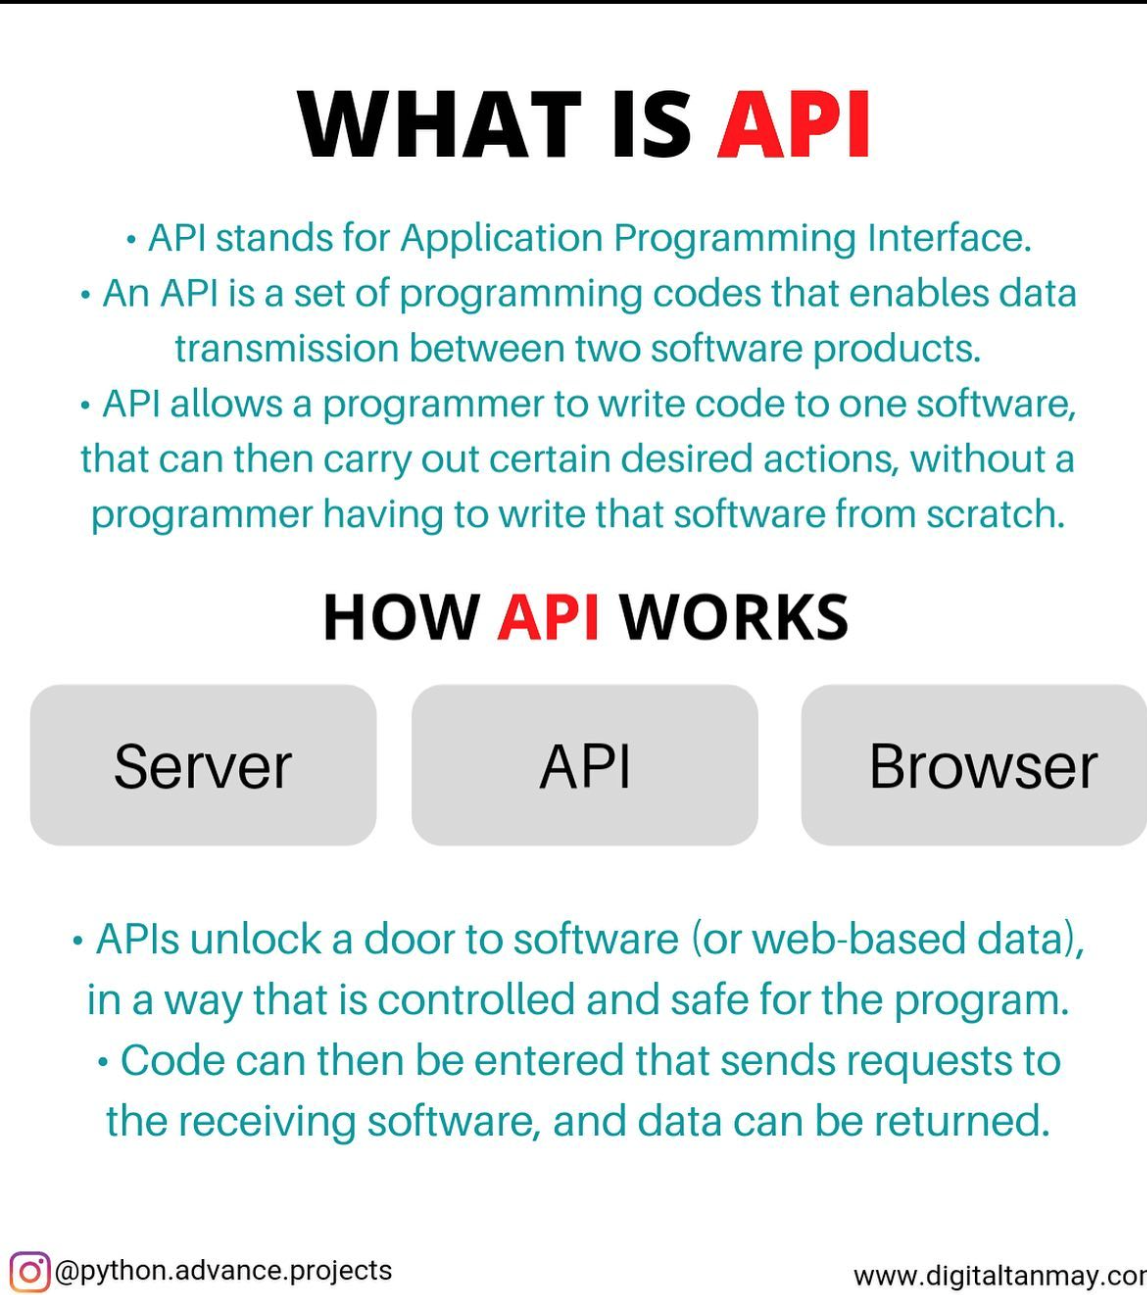 WHAT IS API
• API stands for Application Programming Interface.
• An API is a set of programming codes that enables data
transmission between two software products.
• API allows a programmer to write code to one software,
that can then carry out certain desired actions, without a
programmer having to write that software from scratch.
HOW API WORKS
Server API Browser
• APIs unlock a door to software (or web-based data),
in a way that is controlled and safe for the program.
• Code can then be entered that sends requests to
the receiving software, and data can be returned.
@python.advance.projects www.digitaltanmay.cor